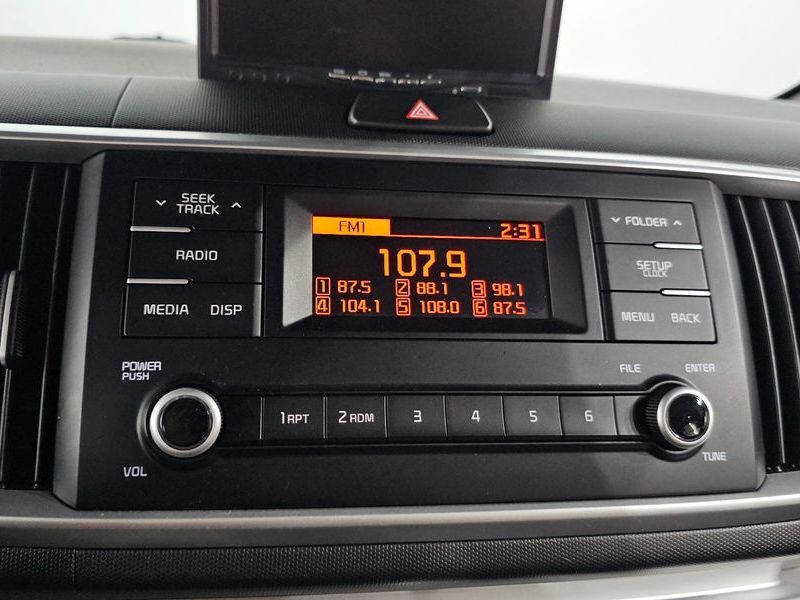 SEEK
TRACK
RADIO
MEDIA DISP
FM1 2:31
107.9
1 87.5 2 88.1 3 98.1
4 104.1 5 108.0 6 87.5
FOLDER
SETUP
CLOCK
MENU BACK
POWER
PUSH
VOL
1 RPT 2 RDM 3 4 5 6
FILE ENTER
TUNE